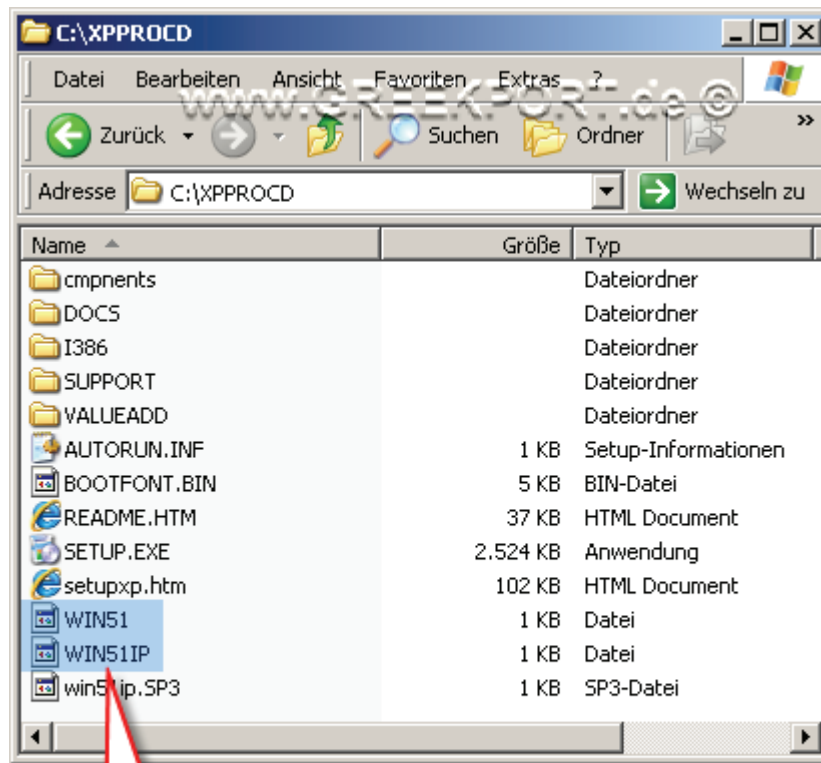 C:\XPPROCD
Datei Bearbeiten Ansicht Favoriten Extras ?
www.GREEKPORT.de ©
Zurück Suchen Ordner »
Adresse C:\XPPROCD Wechseln zu
Name Größe Typ
cmpnents Dateiordner
DOCS Dateiordner
I386 Dateiordner
SUPPORT Dateiordner
VALUEADD Dateiordner
AUTORUN.INF 1 KB Setup-Informationen
BOOTFONT.BIN 5 KB BIN-Datei
README.HTM 37 KB HTML Document
SETUP.EXE 2.524 KB Anwendung
setupxp.htm 102 KB HTML Document
WIN51 1 KB Datei
WIN51IP 1 KB Datei
win51ip.SP3 1 KB SP3-Datei